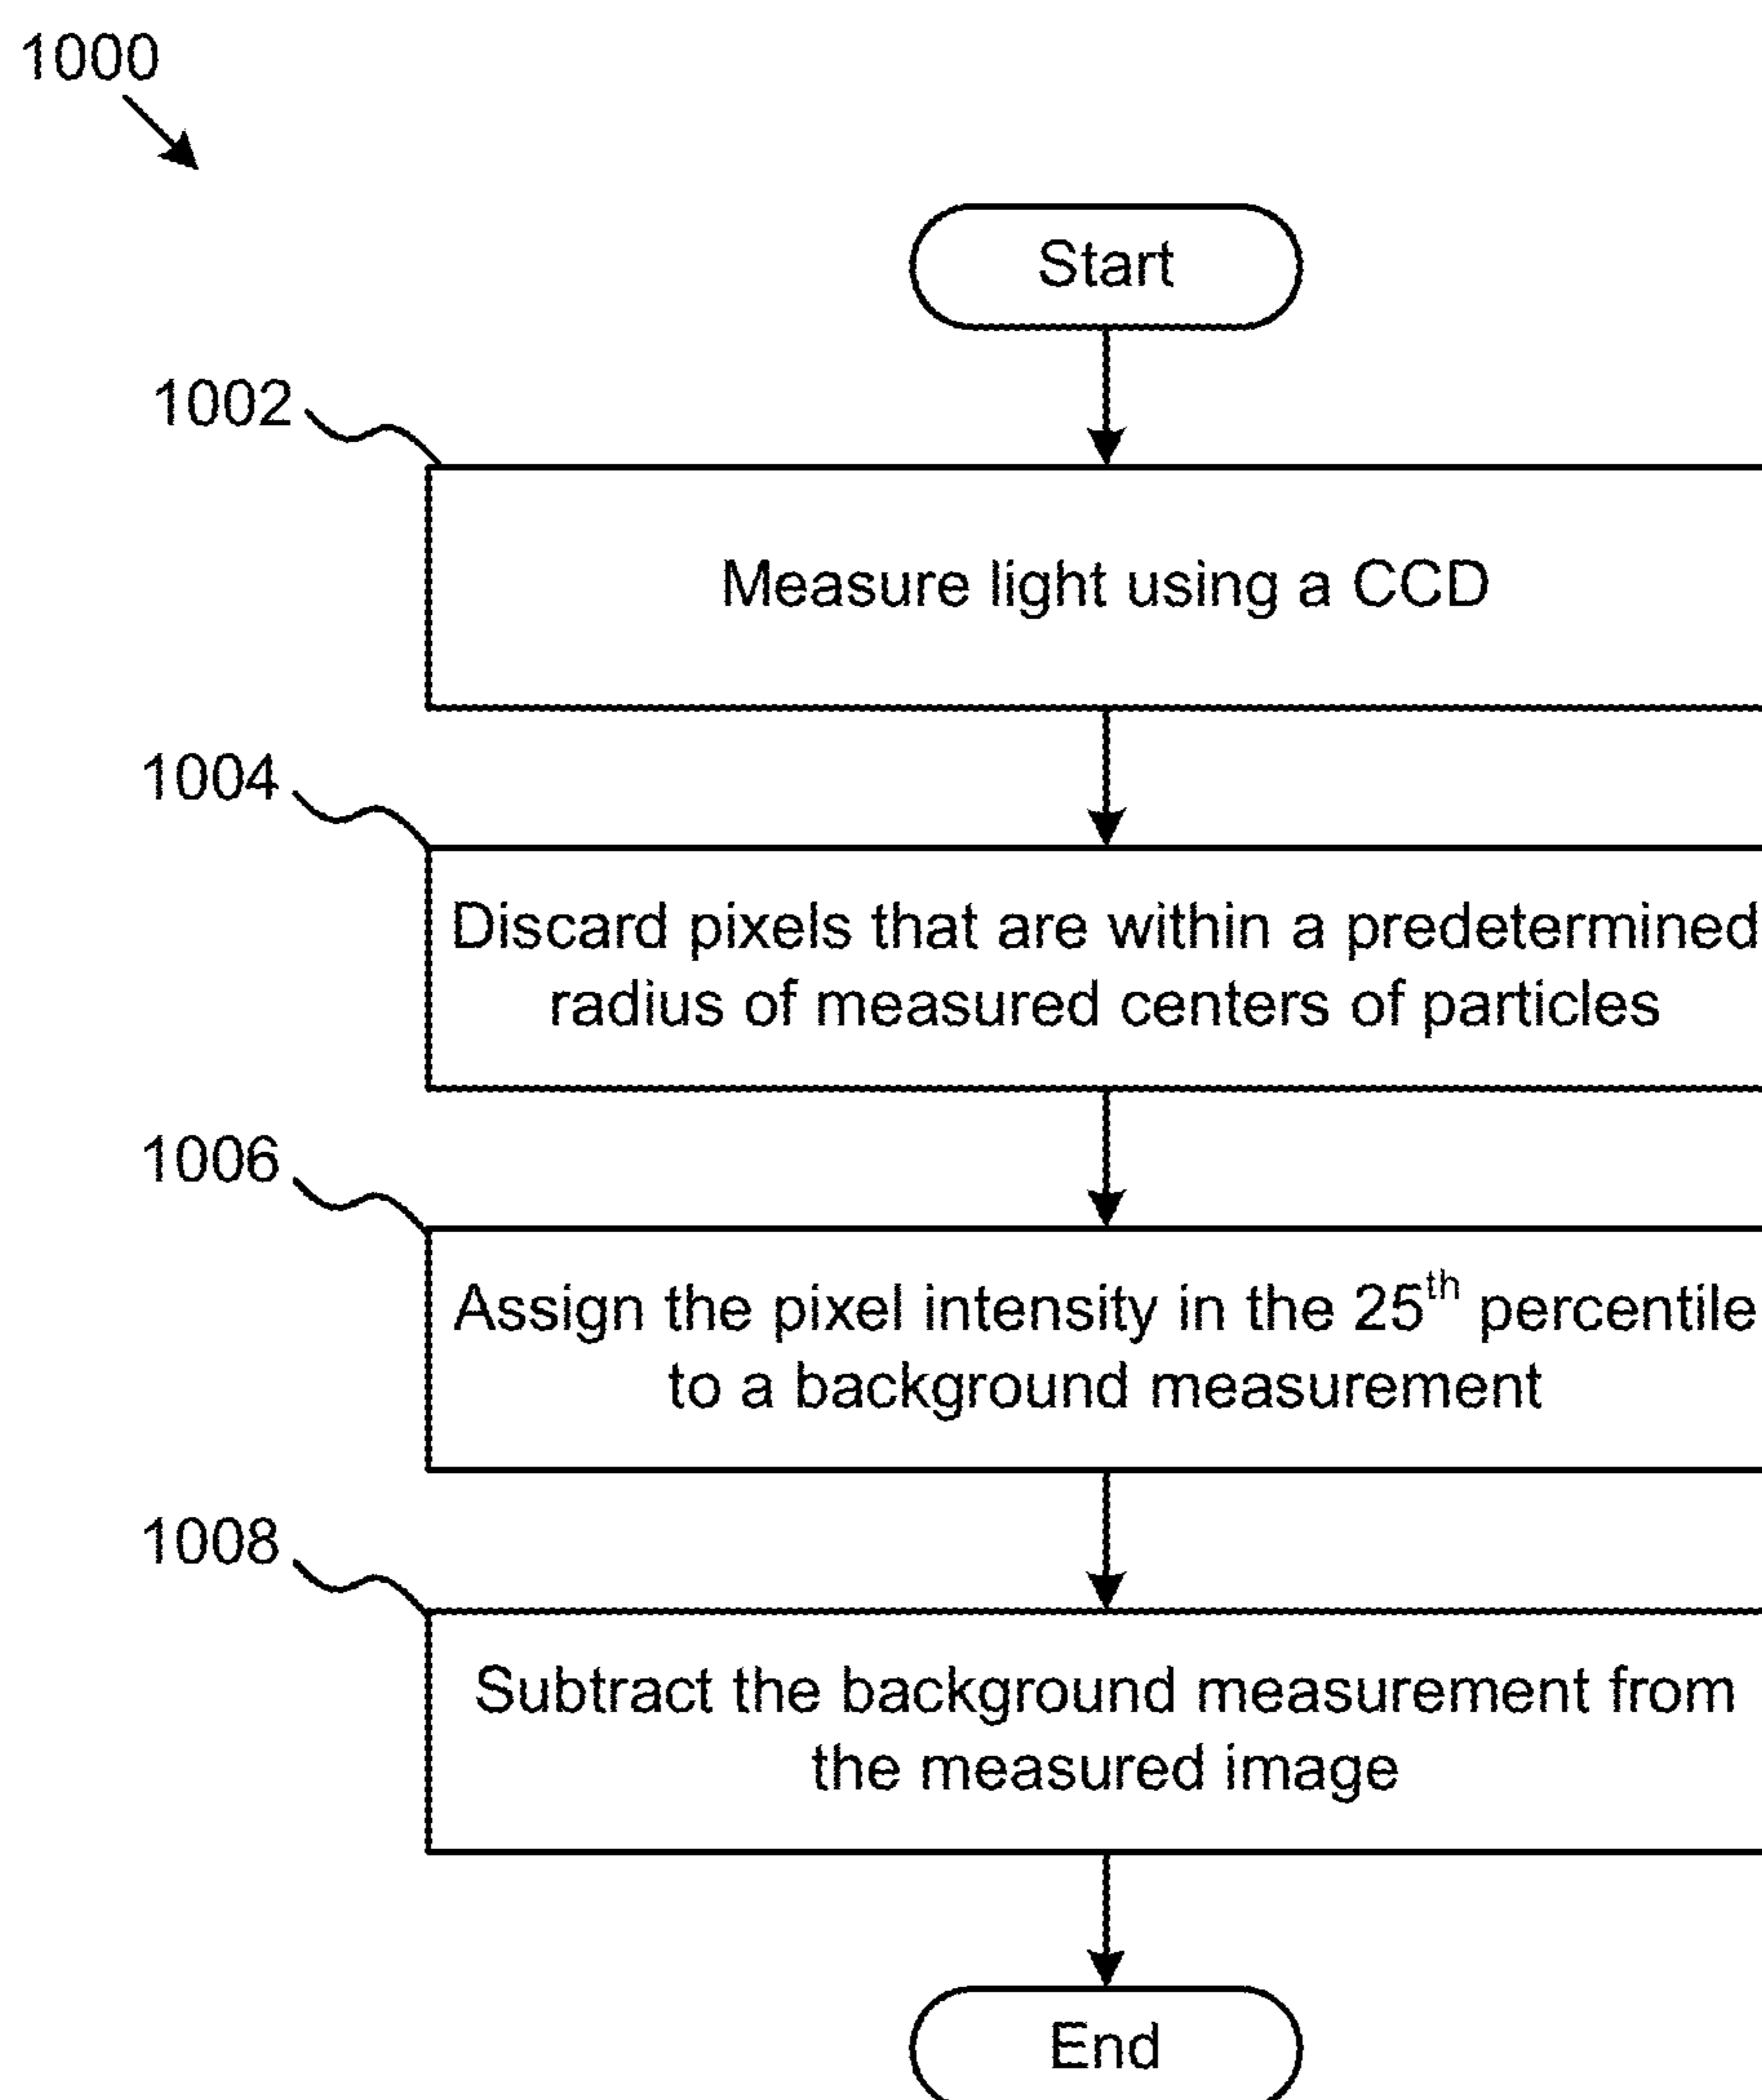 1000
Start
1002
Measure light using a CCD
1004
Discard pixels that are within a predetermined
radius of measured centers of particles
1006
Assign the pixel intensity in the 25th percentile
to a background measurement
1008
Subtract the background measurement from
the measured image
End